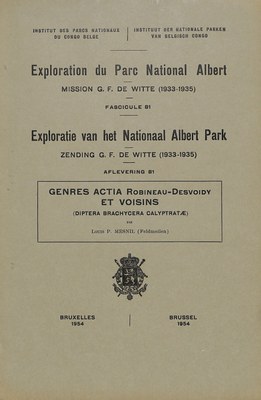 INSTITUT DES PARCS NATIONAUX
DU CONGO BELGE
INSTITUUT DER NATIONALE PARKEN
VAN BELGISCH CONGO
Exploration du Parc National Albert
MISSION G. F. DE WITTE (1933-1935)
FASCICULE 81
Exploratie van het Nationaal Albert Park
ZENDING G. F. DE WITTE (1933-1935)
AFLEVERING 81
GENRES ACTIA ROBINEAU-DESVOIDY
ET VOISINS
(DIPTERA BRACHYCERA CALYPTRATÆ)
PAR
LOUIS P. MESNIL (Feldmeilen)
BRUXELLES
1954
BRUSSEL
1954